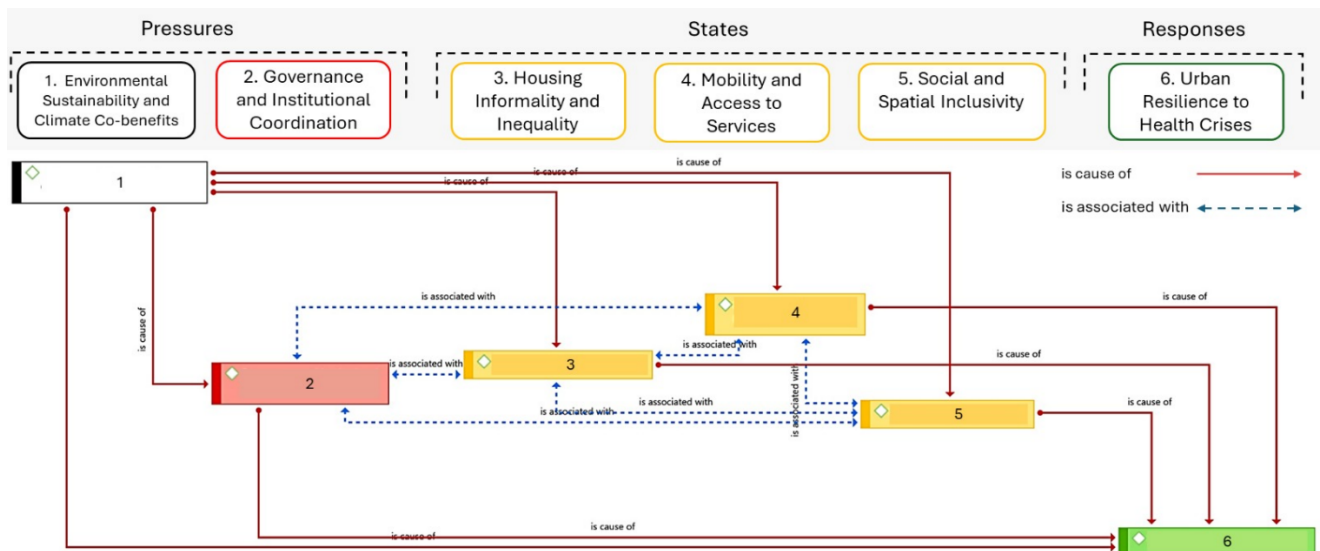 Pressures
States
Responses
1. Environmental
Sustainability and
Climate Co-benefits
2. Governance
and Institutional
Coordination
3. Housing
Informality and
Inequality
4. Mobility and
Access to
Services
5. Social and
Spatial Inclusivity
6. Urban
Resilience to
Health Crises
is cause of
is cause of
is cause of
1
is cause of
is associated with
is associated with
is cause of
4
is cause of
is associated with
is associated with
3
is cause of
2
is associated with
is associated with
is associated with
5
is cause of
is cause of
is cause of
6